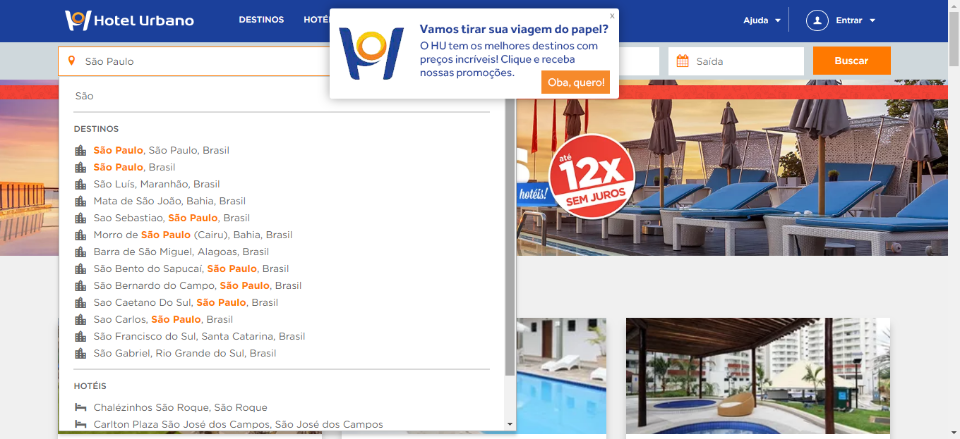 Hotel Urbano
DESTINOS
Ajuda
Entrar
x
Vamos tirar sua viagem do papel?
O HU tem os melhores destinos com
preços incríveis! Clique e receba
nossas promoções.
Oba, quero!
São Paulo
Saída
Buscar
São
DESTINOS
São Paulo, São Paulo, Brasil
São Paulo, Brasil
São Luís, Maranhão, Brasil
Mata de São João, Bahia, Brasil
Sao Sebastiao, São Paulo, Brasil
Morro de São Paulo (Cairu), Bahia, Brasil
Barra de São Miguel, Alagoas, Brasil
São Bento do Sapucaí, São Paulo, Brasil
São Bernardo do Campo, São Paulo, Brasil
Sao Caetano Do Sul, São Paulo, Brasil
Sao Carlos, São Paulo, Brasil
São Francisco do Sul, Santa Catarina, Brasil
São Gabriel, Rio Grande do Sul, Brasil
HOTÉIS
Chalézinhos São Roque, São Roque
Carlton Plaza São José dos Campos, São José dos Campos
hotéis!
até
12x
SEM JUROS